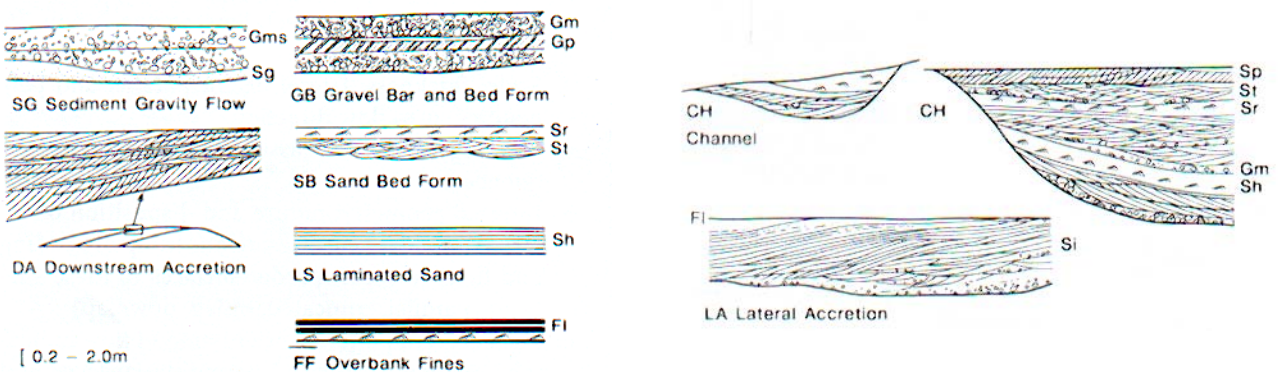 Gms
Sg
SG Sediment Gravity Flow
DA Downstream Accretion
[ 0.2 – 2.0m
Gm
Gp
GB Gravel Bar and Bed Form
Sr
St
SB Sand Bed Form
Sh
LS Laminated Sand
Fl
FF Overbank Fines
CH
Channel
CH
Sp
St
Sr
Gm
Sh
Fl
Sl
LA Lateral Accretion